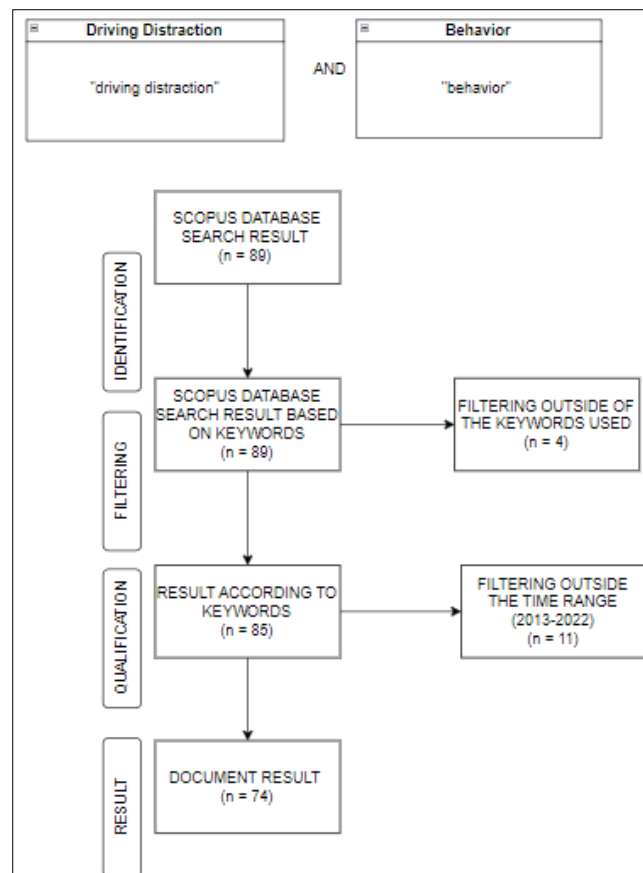 Driving Distraction
"driving distraction"
AND
Behavior
"behavior"
IDENTIFICATION
SCOPUS DATABASE
SEARCH RESULT
(n = 89)
FILTERING
SCOPUS DATABASE
SEARCH RESULT BASED
ON KEYWORDS
(n = 89)
FILTERING OUTSIDE OF
THE KEYWORDS USED
(n = 4)
QUALIFICATION
RESULT ACCORDING TO
KEYWORDS
(n = 85)
FILTERING OUTSIDE
THE TIME RANGE
(2013-2022)
(n = 11)
RESULT
DOCUMENT RESULT
(n = 74)